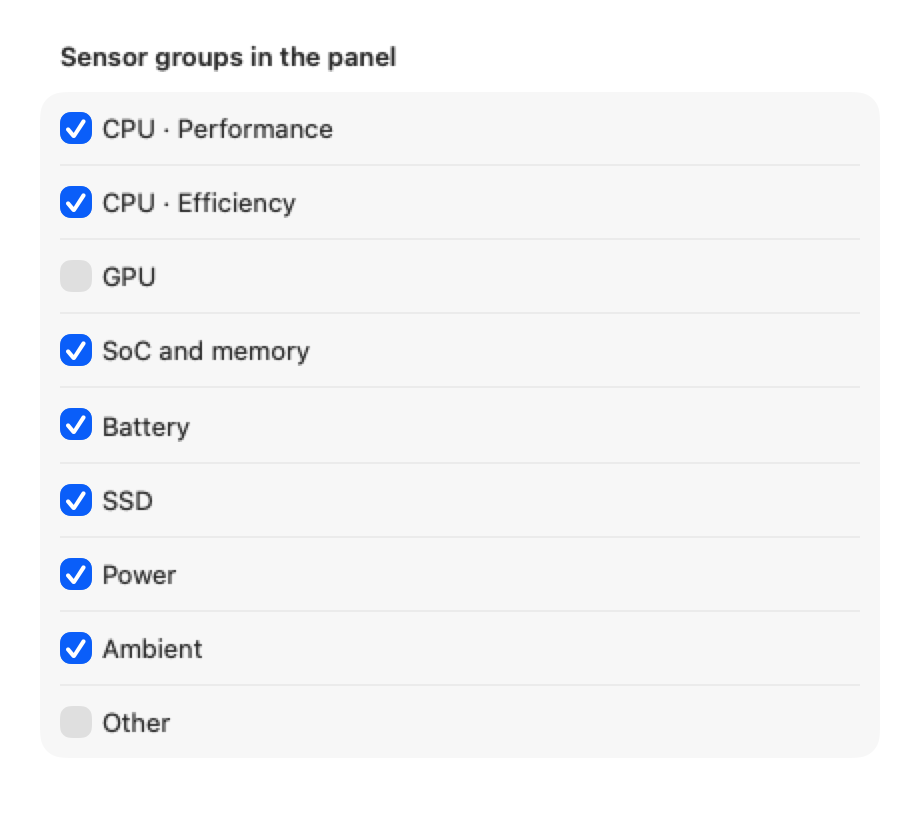 Sensor groups in the panel
CPU · Performance
CPU · Efficiency
GPU
SoC and memory
Battery
SSD
Power
Ambient
Other